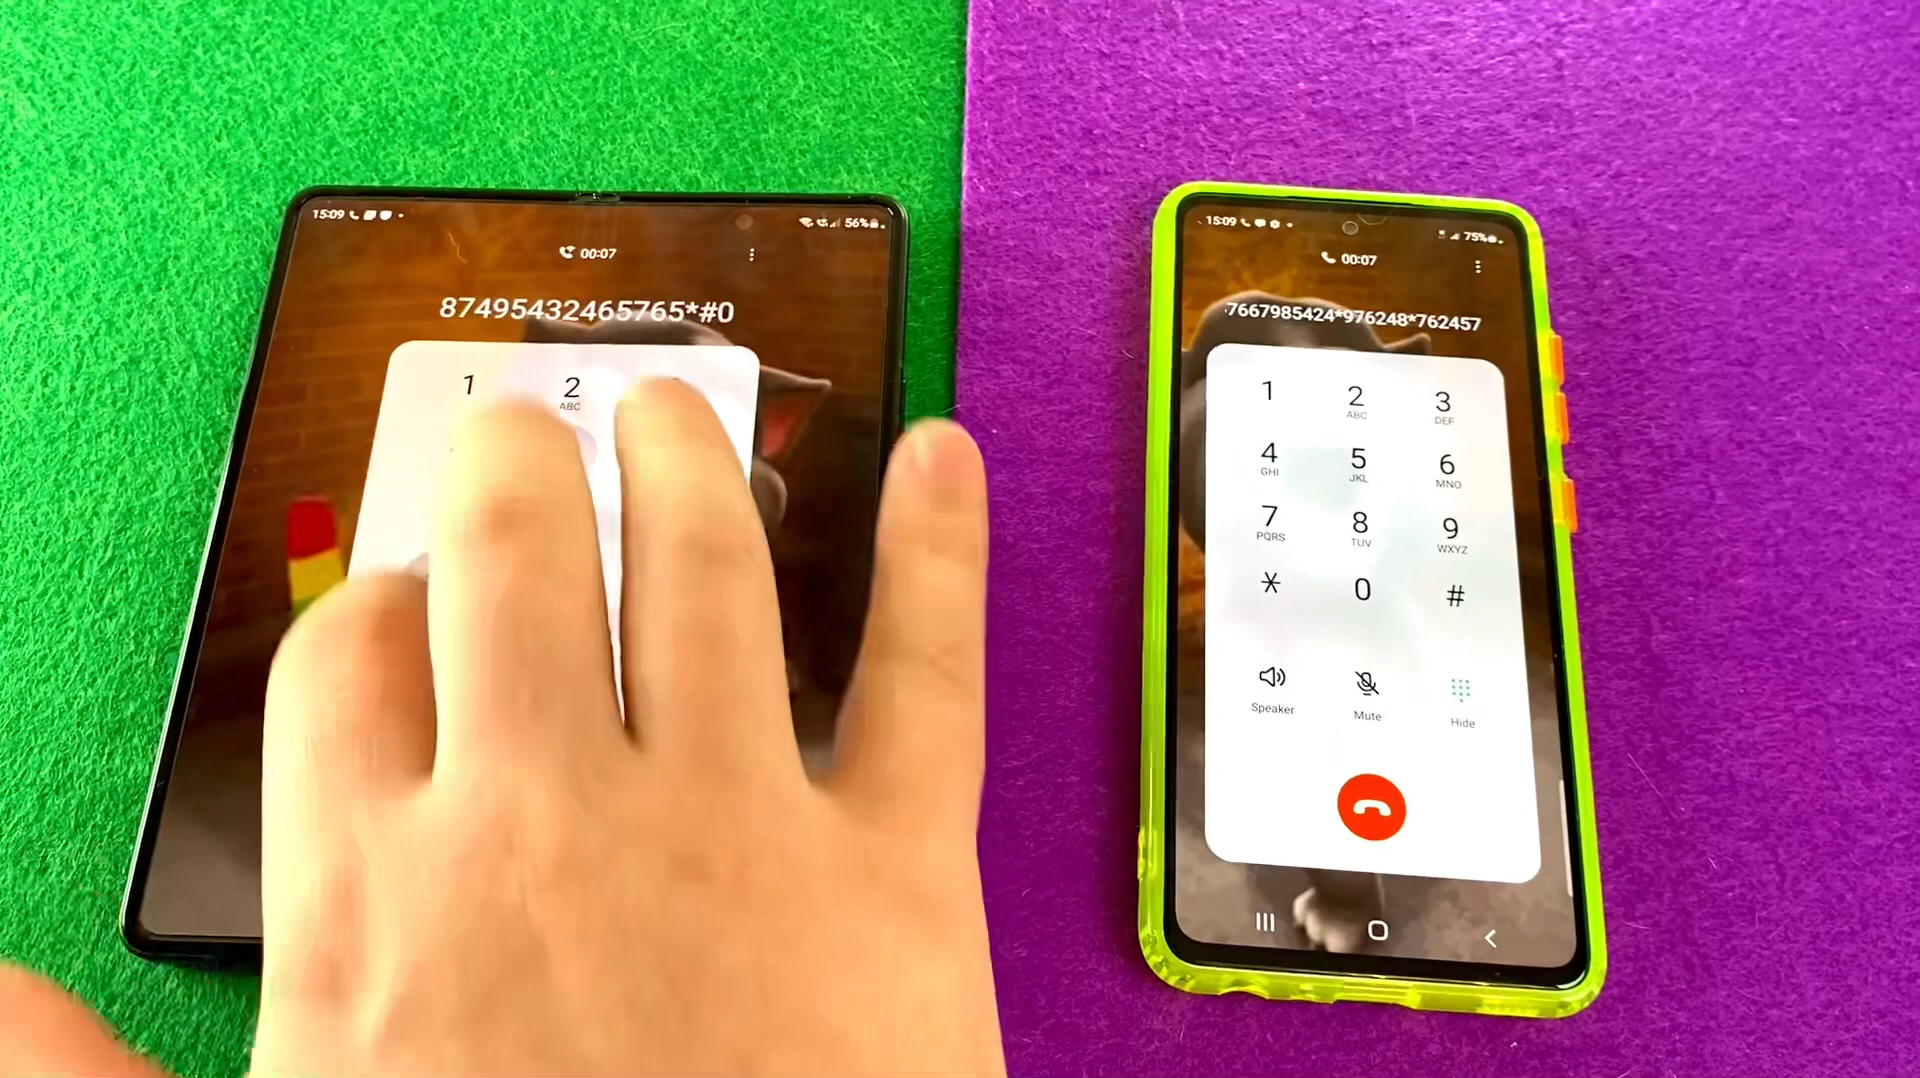 15:09
56%
00:07
87495432465765*#0
1
2
ABC
15:09
75%
00:07
7667985424*976248*762457
1 2 3
ABC DEF
4 5 6
GHI JKL MNO
7 8 9
PQRS TUV WXYZ
* 0 #
Speaker Mute Hide